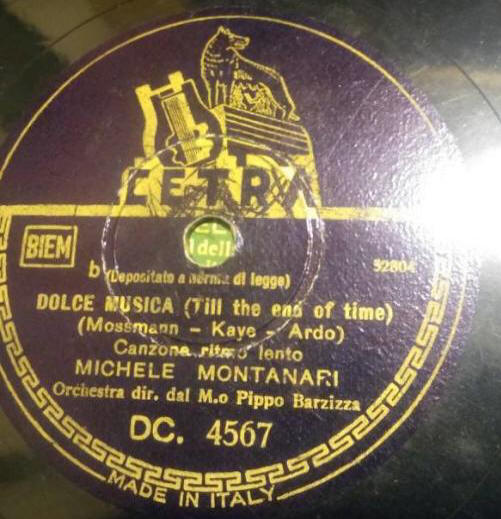 CETRA
BIEM
b (Depositato a norma di legge)
52804
DOLCE MUSICA (Till the end of time)
(Mossmann - Kaye - Ardo)
Canzone ritmo lento
MICHELE MONTANARI
Orchestra dir. dal M.o Pippo Barzizza
DC. 4567
MADE IN ITALY